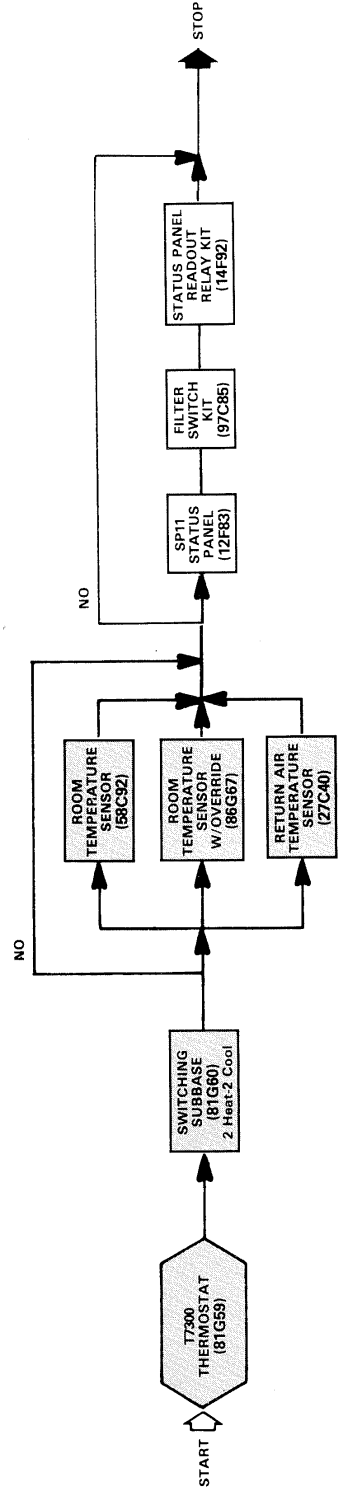 START
T7300
THERMOSTAT
(81G59)
SWITCHING
SUBBASE
(81G60)
2 Heat-2 Cool
NO
ROOM
TEMPERATURE
SENSOR
(58C92)
ROOM
TEMPERATURE
SENSOR
W/OVERRIDE
(86G67)
RETURN AIR
TEMPERATURE
SENSOR
(27C40)
NO
SP11
STATUS
PANEL
(12F83)
FILTER
SWITCH
KIT
(97C85)
STATUS PANEL
READOUT
RELAY KIT
(14F92)
STOP